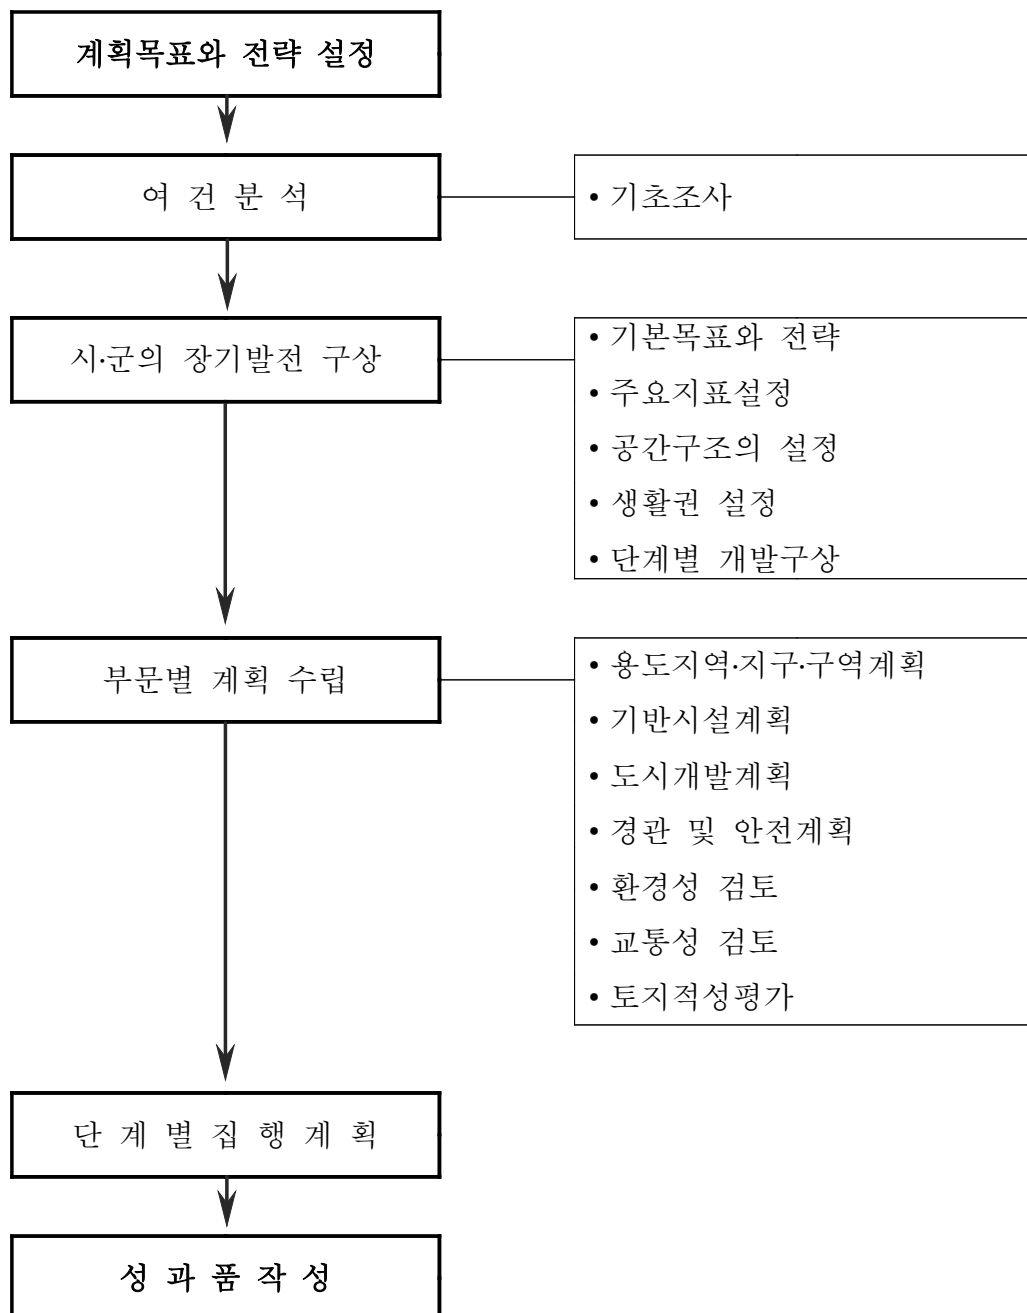 계획목표와 전략 설정
여 건 분 석
• 기초조사
시·군의 장기발전 구상
• 기본목표와 전략
• 주요지표설정
• 공간구조의 설정
• 생활권 설정
• 단계별 개발구상
부문별 계획 수립
• 용도지역·지구·구역계획
• 기반시설계획
• 도시개발계획
• 경관 및 안전계획
• 환경성 검토
• 교통성 검토
• 토지적성평가
단 계 별 집 행 계 획
성 과 품 작 성